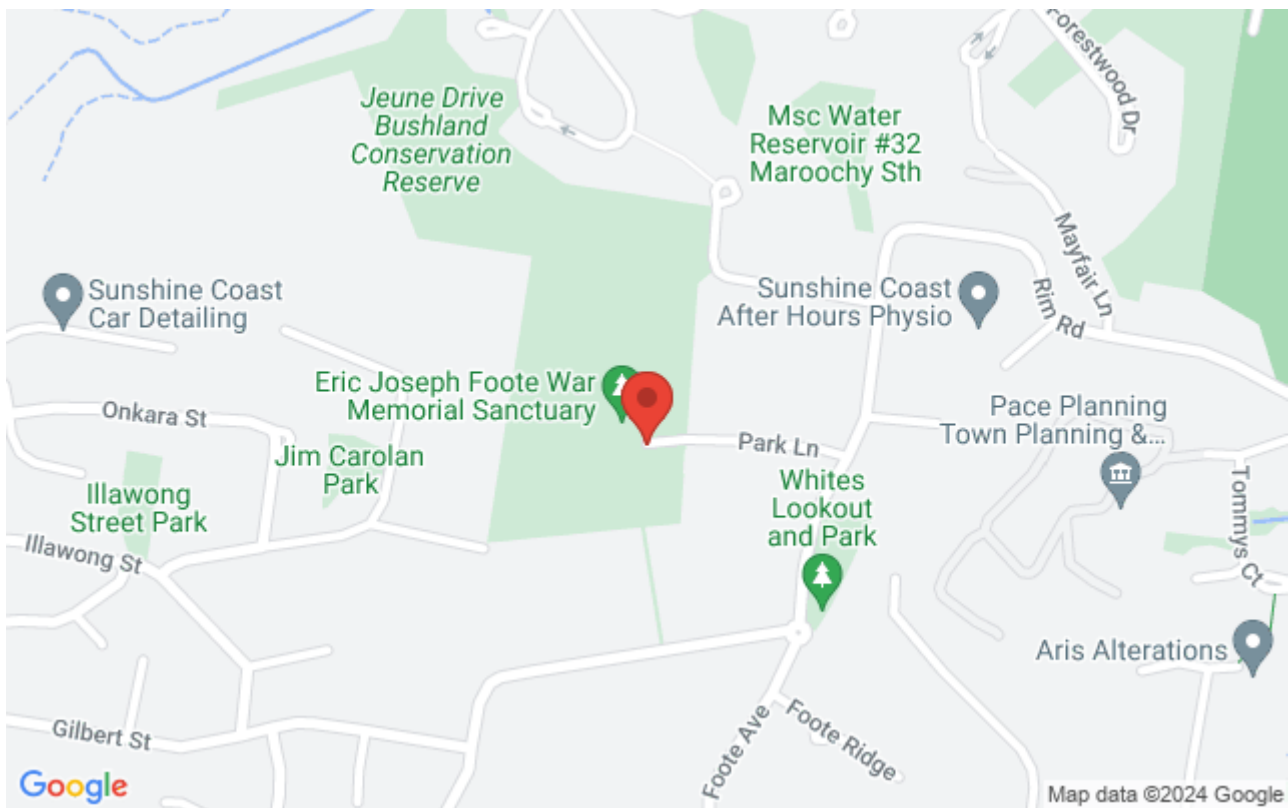 Jeune Drive
Bushland
Conservation
Reserve
Msc Water
Reservoir #32
Maroochy Sth
Forestwood Dr
Mayfair Ln
Rim Rd
Sunshine Coast
Car Detailing
Sunshine Coast
After Hours Physio
Eric Joseph Foote War
Memorial Sanctuary
Onkara St
Jim Carolan
Park
Park Ln
Pace Planning
Town Planning &...
Illawong
Street Park
Illawong St
Whites
Lookout
and Park
Tommys Ct
Aris Alterations
Gilbert St
Foote Ave
Foote Ridge
Google
Map data ©2024 Google